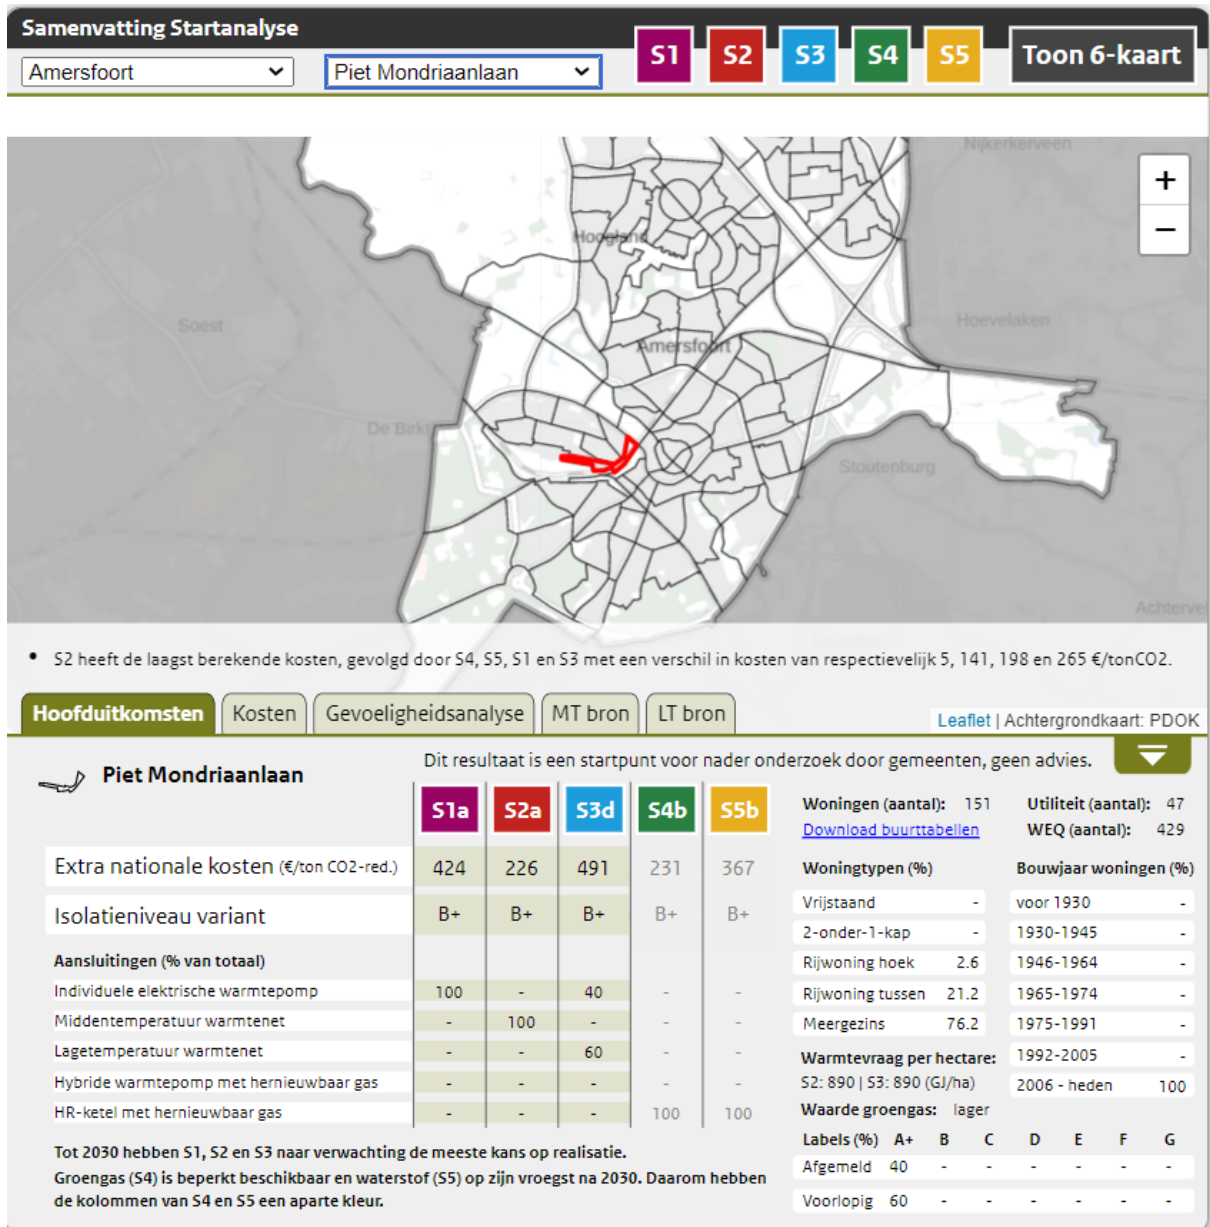 Samenvatting Startanalyse
Amersfoort
Piet Mondriaanlaan
S1 S2 S3 S4 S5 Toon 6-kaart
Nijkerkerveen
+
−
Hoogland
Soest
Hoevelaken
Amersfoort
De Birkt
Stoutenburg
Achterve
• S2 heeft de laagst berekende kosten, gevolgd door S4, S5, S1 en S3 met een verschil in kosten van respectievelijk 5, 141, 198 en 265 €/tonCO2.
Hoofduitkomsten Kosten Gevoeligheidsanalyse MT bron LT bron
Leaflet | Achtergrondkaart: PDOK
Piet Mondriaanlaan
Dit resultaat is een startpunt voor nader onderzoek door gemeenten, geen advies.
S1a S2a S3d S4b S5b
Extra nationale kosten (€/ton CO2-red.) 424 226 491 231 367
Isolatieniveau variant B+ B+ B+ B+ B+
Aansluitingen (% van totaal)
Individuele elektrische warmtepomp 100 - 40 - -
Middentemperatuur warmtenet - 100 - - -
Lagetemperatuur warmtenet - - 60 - -
Hybride warmtepomp met hernieuwbaar gas - - - - -
HR-ketel met hernieuwbaar gas - - - 100 100
Tot 2030 hebben S1, S2 en S3 naar verwachting de meeste kans op realisatie.
Groengas (S4) is beperkt beschikbaar en waterstof (S5) op zijn vroegst na 2030. Daarom hebben
de kolommen van S4 en S5 een aparte kleur.
Woningen (aantal): 151 Utiliteit (aantal): 47
Download buurttabellen WEQ (aantal): 429
Woningtypen (%) Bouwjaar woningen (%)
Vrijstaand - voor 1930 -
2-onder-1-kap - 1930-1945 -
Rijwoning hoek 2.6 1946-1964 -
Rijwoning tussen 21.2 1965-1974 -
Meergezins 76.2 1975-1991 -
Warmtevraag per hectare: 1992-2005 -
S2: 890 | S3: 890 (GJ/ha) 2006 - heden 100
Waarde groengas: lager
Labels (%) A+ B C D E F G
Afgemeld 40 - - - - - -
Voorlopig 60 - - - - - -